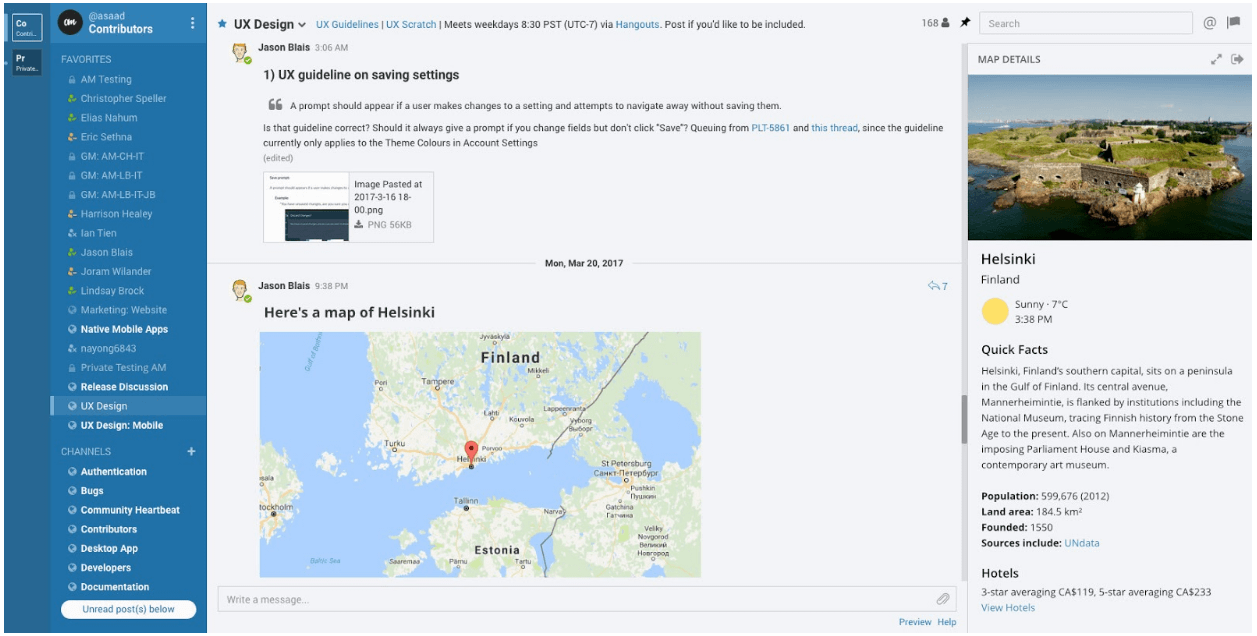 Co
Contri...
Pr
Private...
@asaad
Contributors
FAVORITES
AM Testing
Christopher Speller
Elias Nahum
Eric Sethna
GM: AM-CH-IT
GM: AM-LB-IT
GM: AM-LB-IT-JB
Harrison Healey
Ian Tien
Jason Blais
Joram Wilander
Lindsay Brock
Marketing: Website
Native Mobile Apps
nayong6843
Private Testing AM
Release Discussion
UX Design
UX Design: Mobile
CHANNELS +
Authentication
Bugs
Community Heartbeat
Contributors
Desktop App
Developers
Documentation
Unread post(s) below
UX Design UX Guidelines | UX Scratch | Meets weekdays 8:30 PST (UTC-7) via Hangouts. Post if you'd like to be included.
168
Search
@
Jason Blais 3:06 AM
1) UX guideline on saving settings
A prompt should appear if a user makes changes to a setting and attempts to navigate away without saving them.
Is that guideline correct? Should it always give a prompt if you change fields but don't click "Save"? Queuing from PLT-5861 and this thread, since the guideline
currently only applies to the Theme Colours in Account Settings
(edited)
Image Pasted at
2017-3-16 18-
00.png
PNG 56KB
Mon, Mar 20, 2017
Jason Blais 9:38 PM
7
Here's a map of Helsinki
Jyväskylä
Gulf of
Finland
Mikkeli
Pori
Tampere
Lahti
Kouvola
Lappeenranta
Vyborg
Выборг
Turku
Porvoo
Helsinki
St Petersburg
Санкт-Петербург
Pushkin
Пушкин
Tallinn
Narva
Gatchina
Гатчина
Veliky
Novgorod
Великий
Новгород
Estonia
Baltic Sea
Saaremaa
Pärnu
Tartu
Write a message...
Preview Help
MAP DETAILS
Helsinki
Finland
Sunny · 7°C
3:38 PM
Quick Facts
Helsinki, Finland's southern capital, sits on a peninsula
in the Gulf of Finland. Its central avenue,
Mannerheimintie, is flanked by institutions including the
National Museum, tracing Finnish history from the Stone
Age to the present. Also on Mannerheimintie are the
imposing Parliament House and Kiasma, a
contemporary art museum.
Population: 599,676 (2012)
Land area: 184.5 km²
Founded: 1550
Sources include: UNdata
Hotels
3-star averaging CA$119, 5-star averaging CA$233
View Hotels